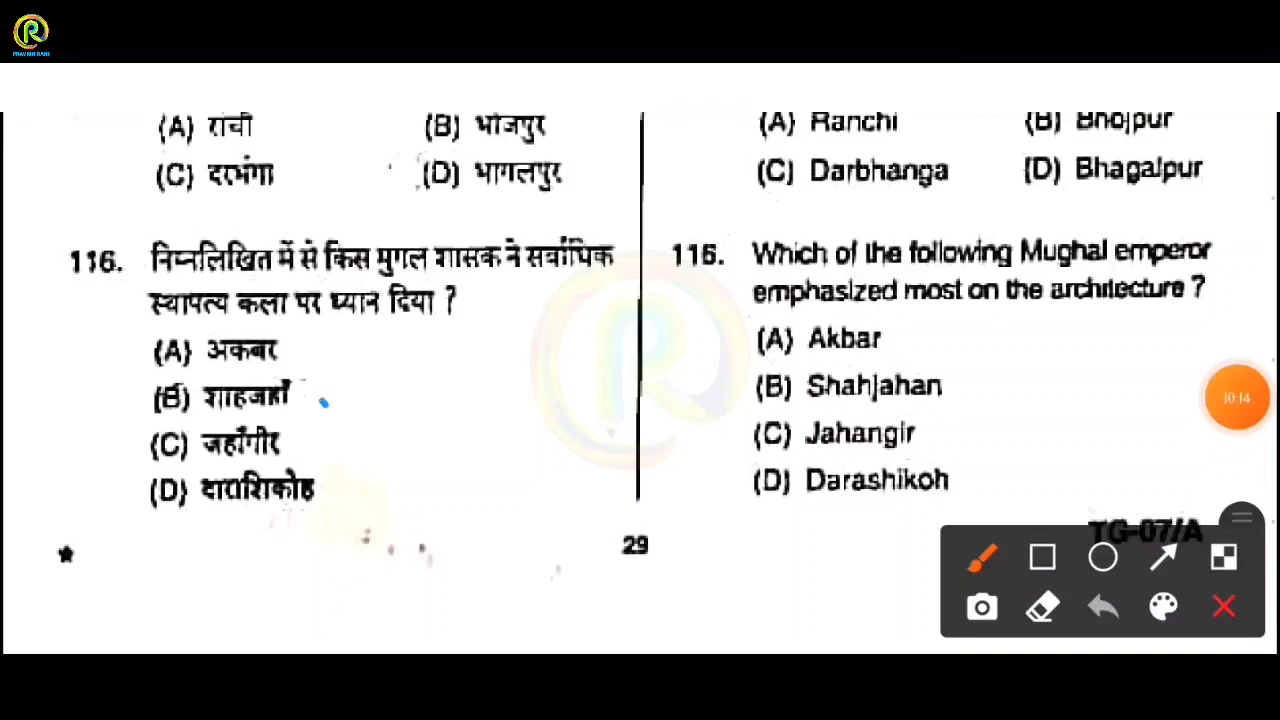 PRAVEEN RANI
(A) रांची (B) भोजपुर
(C) दरभंगा (D) भागलपुर
116. निम्नलिखित में से किस मुगल शासक ने सर्वाधिक
स्थापत्य कला पर ध्यान दिया ?
(A) अकबर
(B) शाहजहाँ
(C) जहाँगीर
(D) दाराशिकोह
(A) Ranchi (B) Bhojpur
(C) Darbhanga (D) Bhagalpur
116. Which of the following Mughal emperor
emphasized most on the architecture ?
(A) Akbar
(B) Shahjahan
(C) Jahangir
(D) Darashikoh
10:14
29
TG-07/A